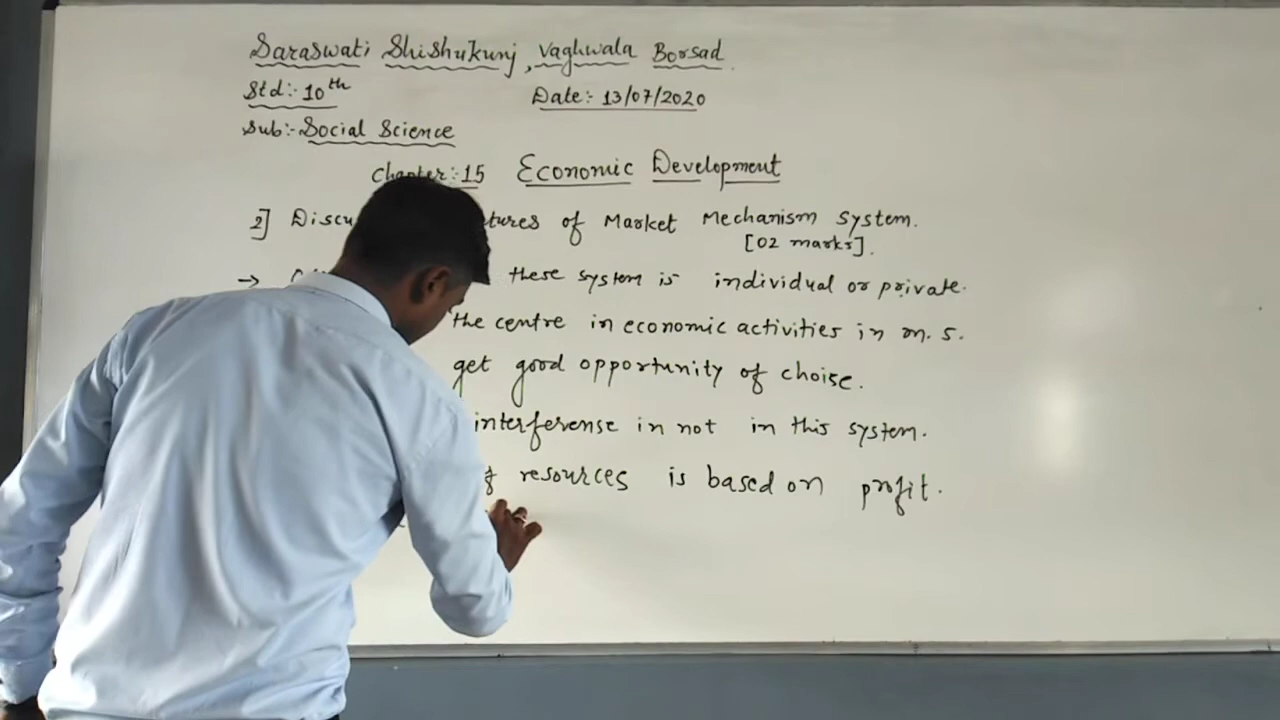 Saraswati Shishukunj, Vaghwala Borsad.
Std:- 10th Date:- 13/07/2020
Sub:- Social Science
Chapter:- 15 Economic Development
2] of Market Mechanism System.
[02 marks].
→ these system is individual or private.
the centre in economic activities in m. s.
get good opportunity of choise.
interferense in not in this system.
resources is based on profit.